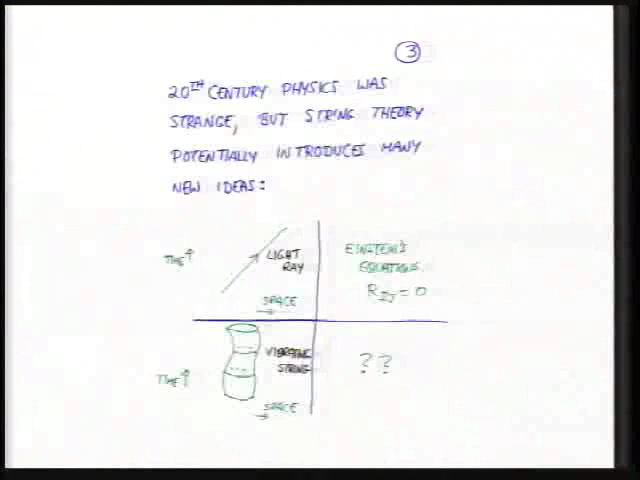 3
20TH CENTURY PHYSICS WAS
STRANGE, BUT STRING THEORY
POTENTIALLY INTRODUCES MANY
NEW IDEAS:
TIME↑
LIGHT
RAY
SPACE
→
EINSTEIN'S
EQUATIONS
R_IJ = 0
TIME↑
VIBRATING
STRING
SPACE
→
??